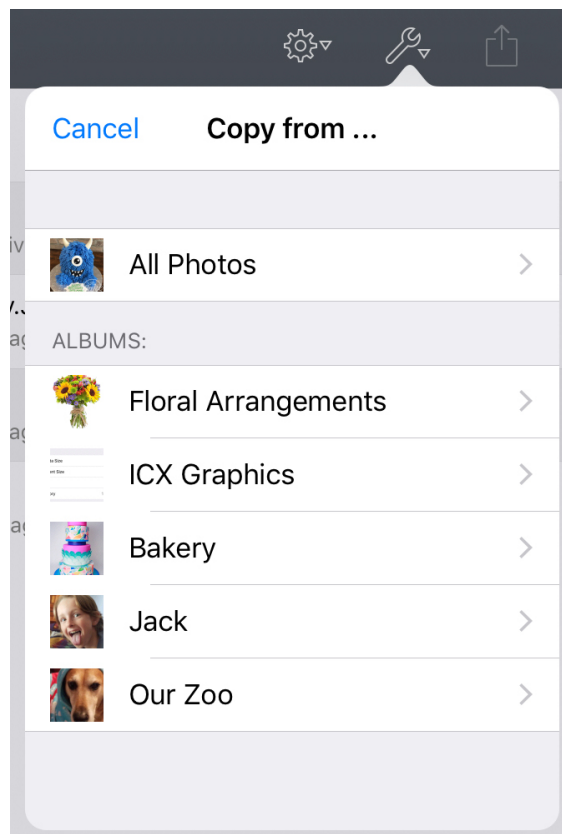 Cancel
Copy from ...
All Photos
ALBUMS:
Floral Arrangements
ICX Graphics
Bakery
Jack
Our Zoo